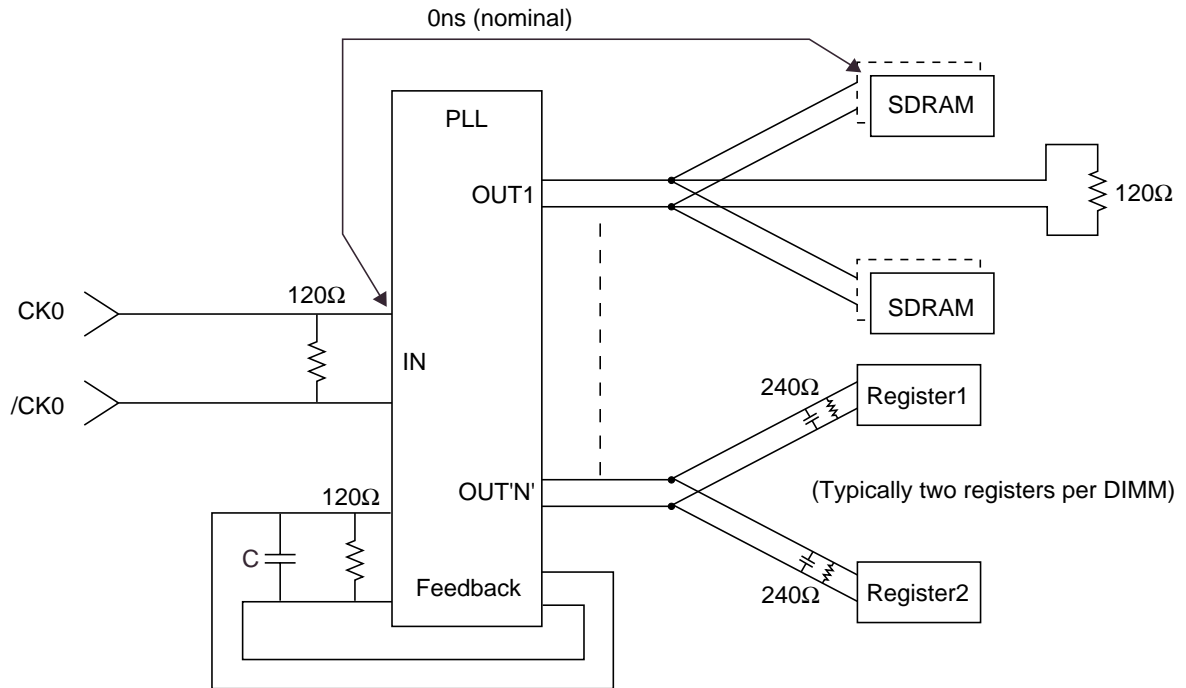 0ns (nominal)
PLL
SDRAM
OUT1
120Ω
SDRAM
120Ω
CK0
IN
/CK0
240Ω
Register1
OUT'N'
(Typically two registers per DIMM)
120Ω
C
Feedback
240Ω
Register2